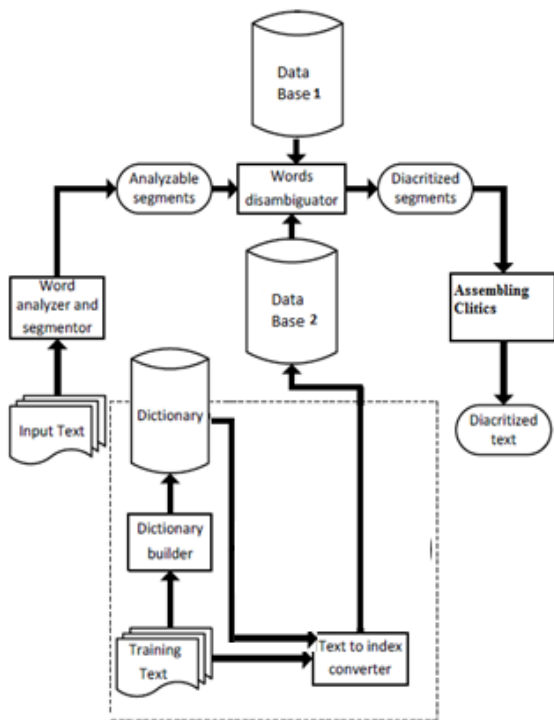 Data
Base 1
Analyzable
segments
Words
disambiguator
Diacritized
segments
Word
analyzer and
segmentor
Data
Base 2
Assembling
Clitics
Input Text
Dictionary
Diacritized
text
Dictionary
builder
Training
Text
Text to index
converter